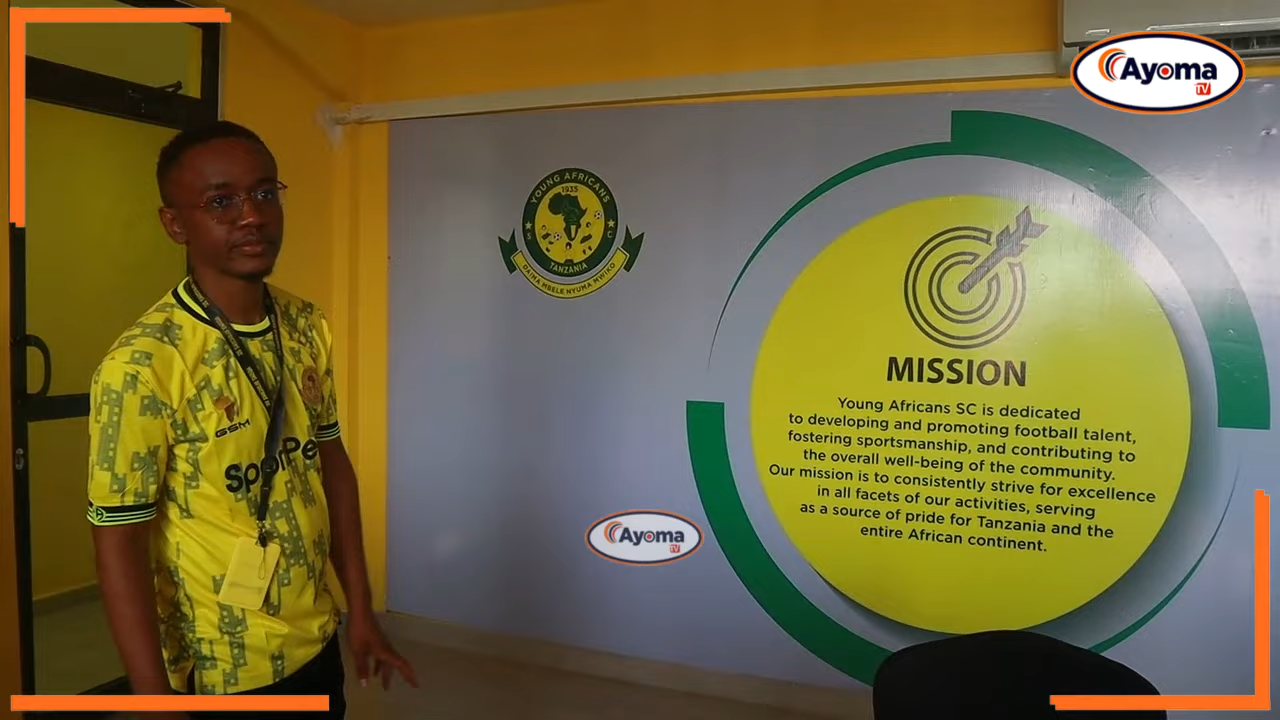 Ayoma
TV
YOUNG AFRICANS
1935
S C
TANZANIA
DAIMA MBELE NYUMA MWIKO
MISSION
Young Africans SC is dedicated
to developing and promoting football talent,
fostering sportsmanship, and contributing to
the overall well-being of the community.
Our mission is to consistently strive for excellence
in all facets of our activities, serving
as a source of pride for Tanzania and the
entire African continent.
GSM
Ayoma
TV